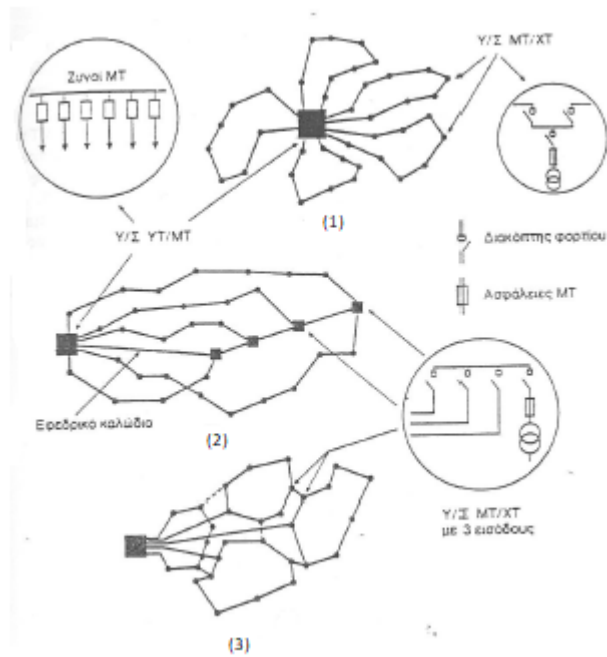 Ζυγοί ΜΤ
Υ/Σ ΜΤ/ΧΤ
(1)
Υ/Σ ΥΤ/ΜΤ
Διακόπτης φορτίου
Ασφάλειες ΜΤ
Εφεδρικό καλώδιο
(2)
Υ/Σ ΜΤ/ΧΤ
με 3 εισόδους
(3)